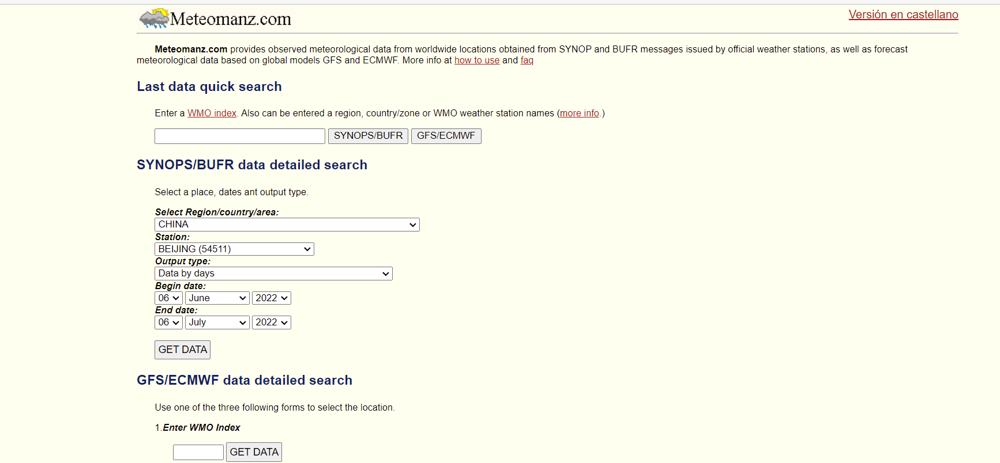 Meteomanz.com
Versión en castellano
Meteomanz.com provides observed meteorological data from worldwide locations obtained from SYNOP and BUFR messages issued by official weather stations, as well as forecast
meteorological data based on global models GFS and ECMWF. More info at how to use and faq
Last data quick search
Enter a WMO index. Also can be entered a region, country/zone or WMO weather station names (more info.)
SYNOPS/BUFR GFS/ECMWF
SYNOPS/BUFR data detailed search
Select a place, dates ant output type.
Select Region/country/area:
CHINA
Station:
BEIJING (54511)
Output type:
Data by days
Begin date:
06 June 2022
End date:
06 July 2022
GET DATA
GFS/ECMWF data detailed search
Use one of the three following forms to select the location.
1.Enter WMO Index
GET DATA